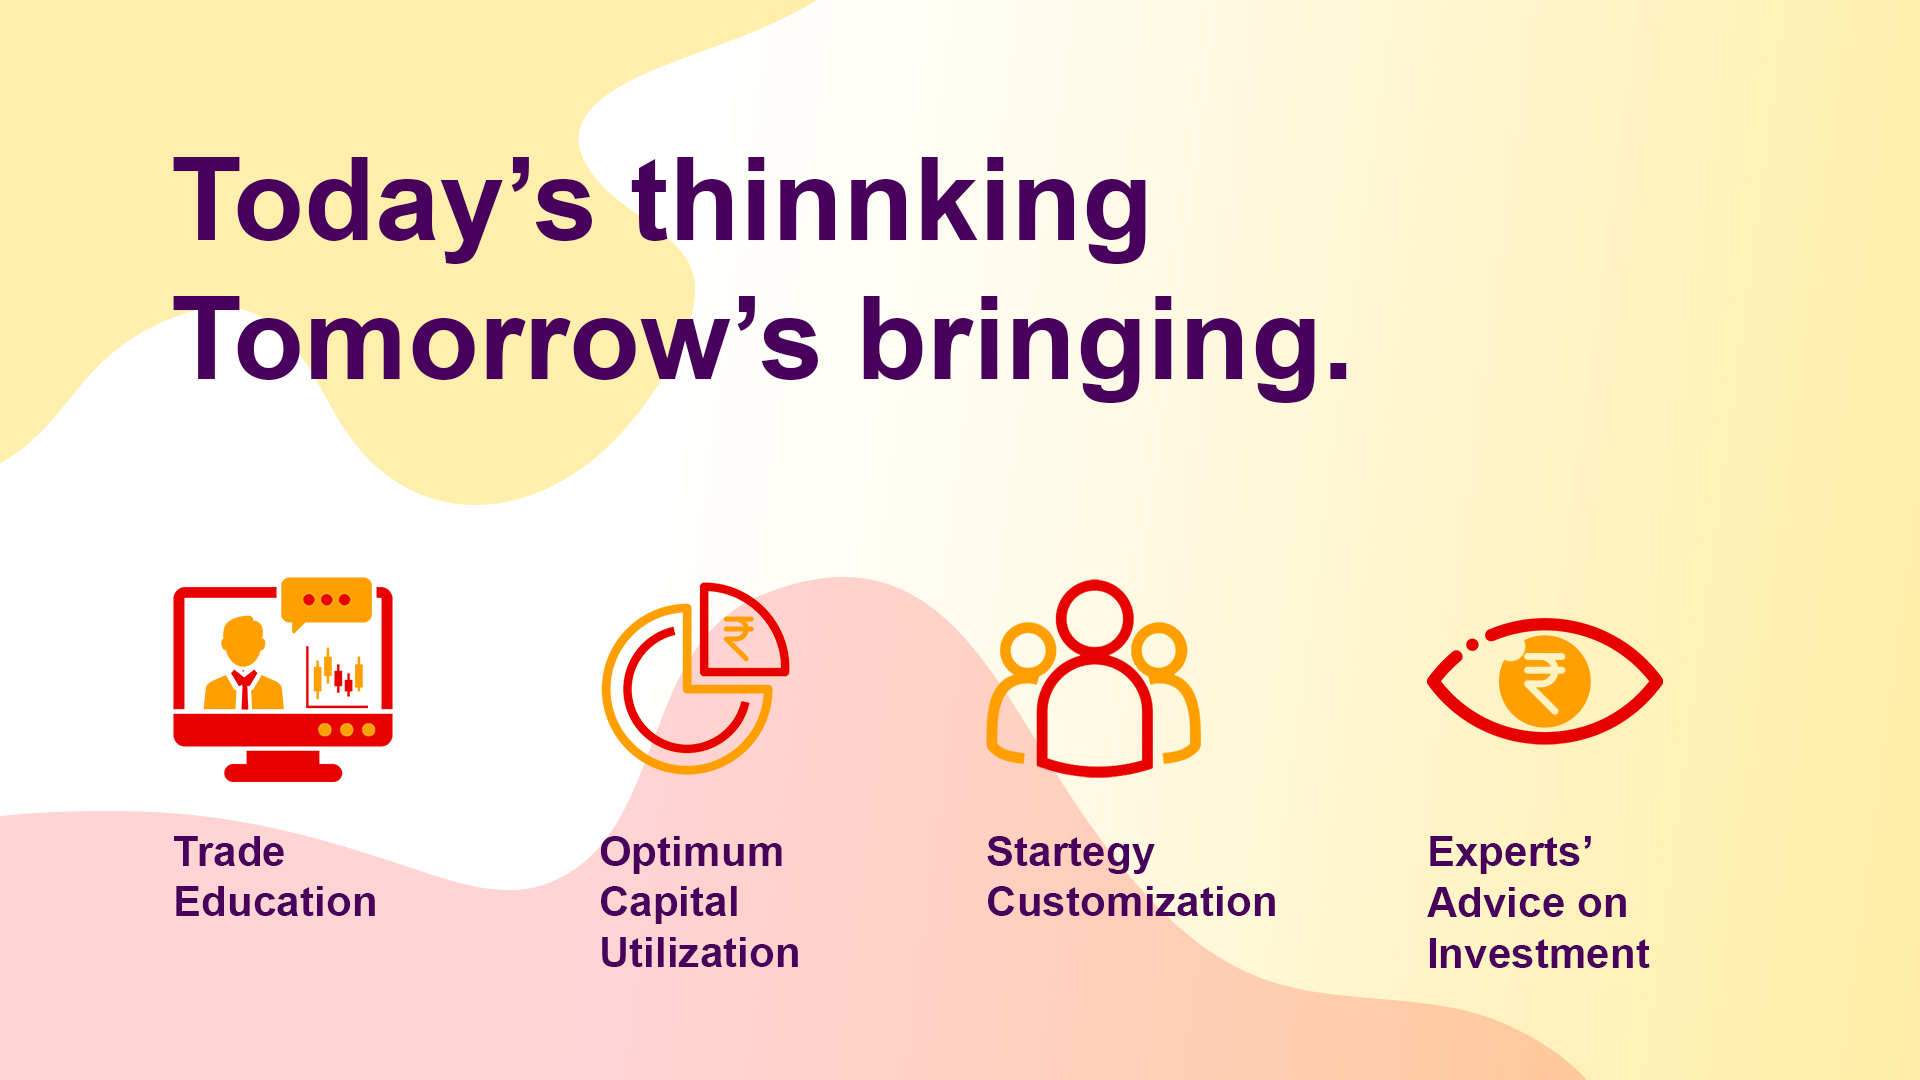 Today’s thinnking
Tomorrow’s bringing.
Trade
Education
Optimum
Capital
Utilization
Startegy
Customization
Experts’
Advice on
Investment